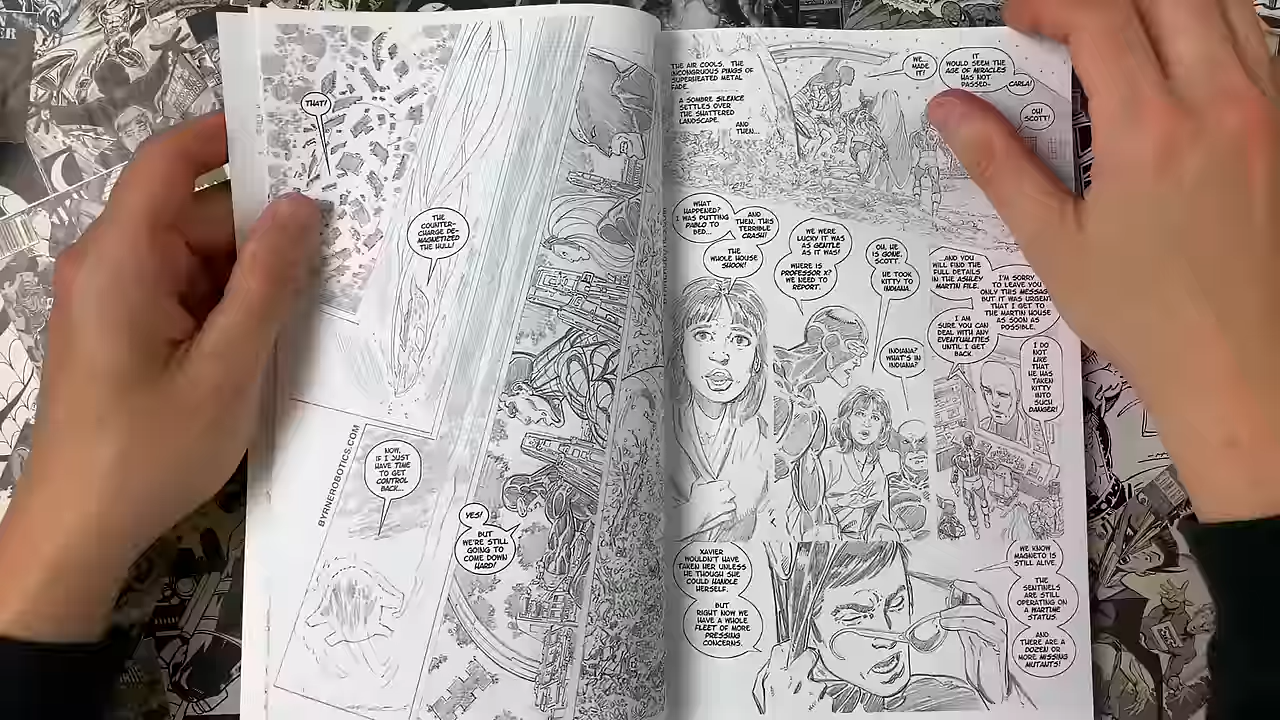 THAT!
THE
COUNTER-
CHARGE DE-
MAGNETIZED
THE HULL!
NOW,
IF I JUST
HAVE TIME
TO GET
CONTROL
BACK...
BYRNEROBOTICS.COM
YES!
BUT
WE'RE STILL
GOING TO
COME DOWN
HARD!
THE AIR COOLS. THE
INCONGRUOUS PINGS OF
SUPERHEATED METAL
FADE.
A SOMBRE SILENCE
SETTLES OVER
THE SHATTERED
LANDSCAPE.
AND
THEN...
WE...
MADE
IT!
IT
WOULD SEEM THE
AGE OF MIRACLES
HAS NOT
PASSED-
CARLA!
OUI
SCOTT!
WHAT
HAPPENED?
I WAS PUTTING
PABLO TO
BED...
AND
THEN, THIS
TERRIBLE
CRASH!
THE
WHOLE HOUSE
SHOOK!
WE WERE
LUCKY IT WAS
AS GENTLE
AS IT WAS!
WHERE IS
PROFESSOR X?
WE NEED TO
REPORT.
OUI, HE
IS GONE,
SCOTT.
HE TOOK
KITTY TO
INDIANA.
INDIANA?
WHAT'S IN
INDIANA?
...AND YOU
WILL FIND THE
FULL DETAILS
IN THE ASHLEY
MARTIN FILE.
I'M SORRY
TO LEAVE YOU
ONLY THIS MESSAGE
BUT IT WAS URGENT
THAT I GET TO
THE MARTIN HOUSE
AS SOON AS
POSSIBLE.
I AM
SURE YOU CAN
DEAL WITH ANY
EVENTUALITIES
UNTIL I GET
BACK.
I DO
NOT
LIKE
THAT
HE HAS
TAKEN
KITTY
INTO
SUCH
DANGER!
XAVIER
WOULDN'T HAVE
TAKEN HER UNLESS
HE THOUGH SHE
COULD HANDLE
HERSELF.
BUT
RIGHT NOW WE
HAVE A WHOLE
FLEET OF MORE
PRESSING
CONCERNS.
WE KNOW
MAGNETO IS
STILL ALIVE.
THE
SENTINELS
ARE STILL
OPERATING ON
A WARTIME
STATUS.
AND
THERE ARE A
DOZEN OR
MORE MISSING
MUTANTS!